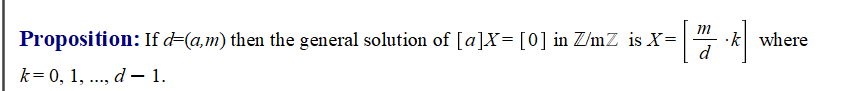 Proposition: If d=(a,m) then the general solution of [a]X= [0] in ℤ/mℤ is X= [m/d ·k] where
k= 0, 1, ..., d – 1.